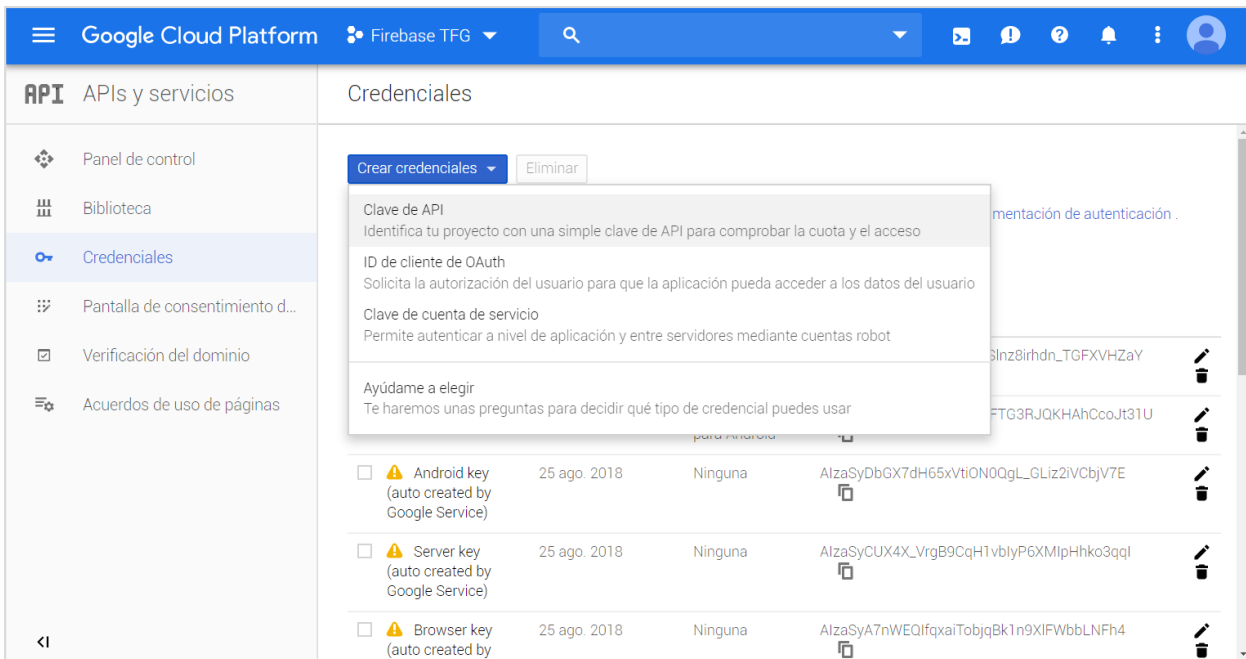 Google Cloud Platform
Firebase TFG
API APIs y servicios
Credenciales
Panel de control
Biblioteca
Credenciales
Pantalla de consentimiento d...
Verificación del dominio
Acuerdos de uso de páginas
Crear credenciales
Eliminar
mentación de autenticación .
Clave de API
Identifica tu proyecto con una simple clave de API para comprobar la cuota y el acceso
ID de cliente de OAuth
Solicita la autorización del usuario para que la aplicación pueda acceder a los datos del usuario
Clave de cuenta de servicio
Permite autenticar a nivel de aplicación y entre servidores mediante cuentas robot
Ayúdame a elegir
Te haremos unas preguntas para decidir qué tipo de credencial puedes usar
nz8irhdn_TGFXVHZaY
FTG3RJQKHAhCcoJt31U
para Android
Android key 25 ago. 2018 Ninguna AIzaSyDbGX7dH65xVtiON0QgL_GLiz2iVCbjV7E
(auto created by
Google Service)
Server key 25 ago. 2018 Ninguna AIzaSyCUX4X_VrgB9CqH1vbIyP6XMIpHhko3qqI
(auto created by
Google Service)
Browser key 25 ago. 2018 Ninguna AIzaSyA7nWEQIfqxaiTobjqBk1n9XlFWbbLNFh4
(auto created by